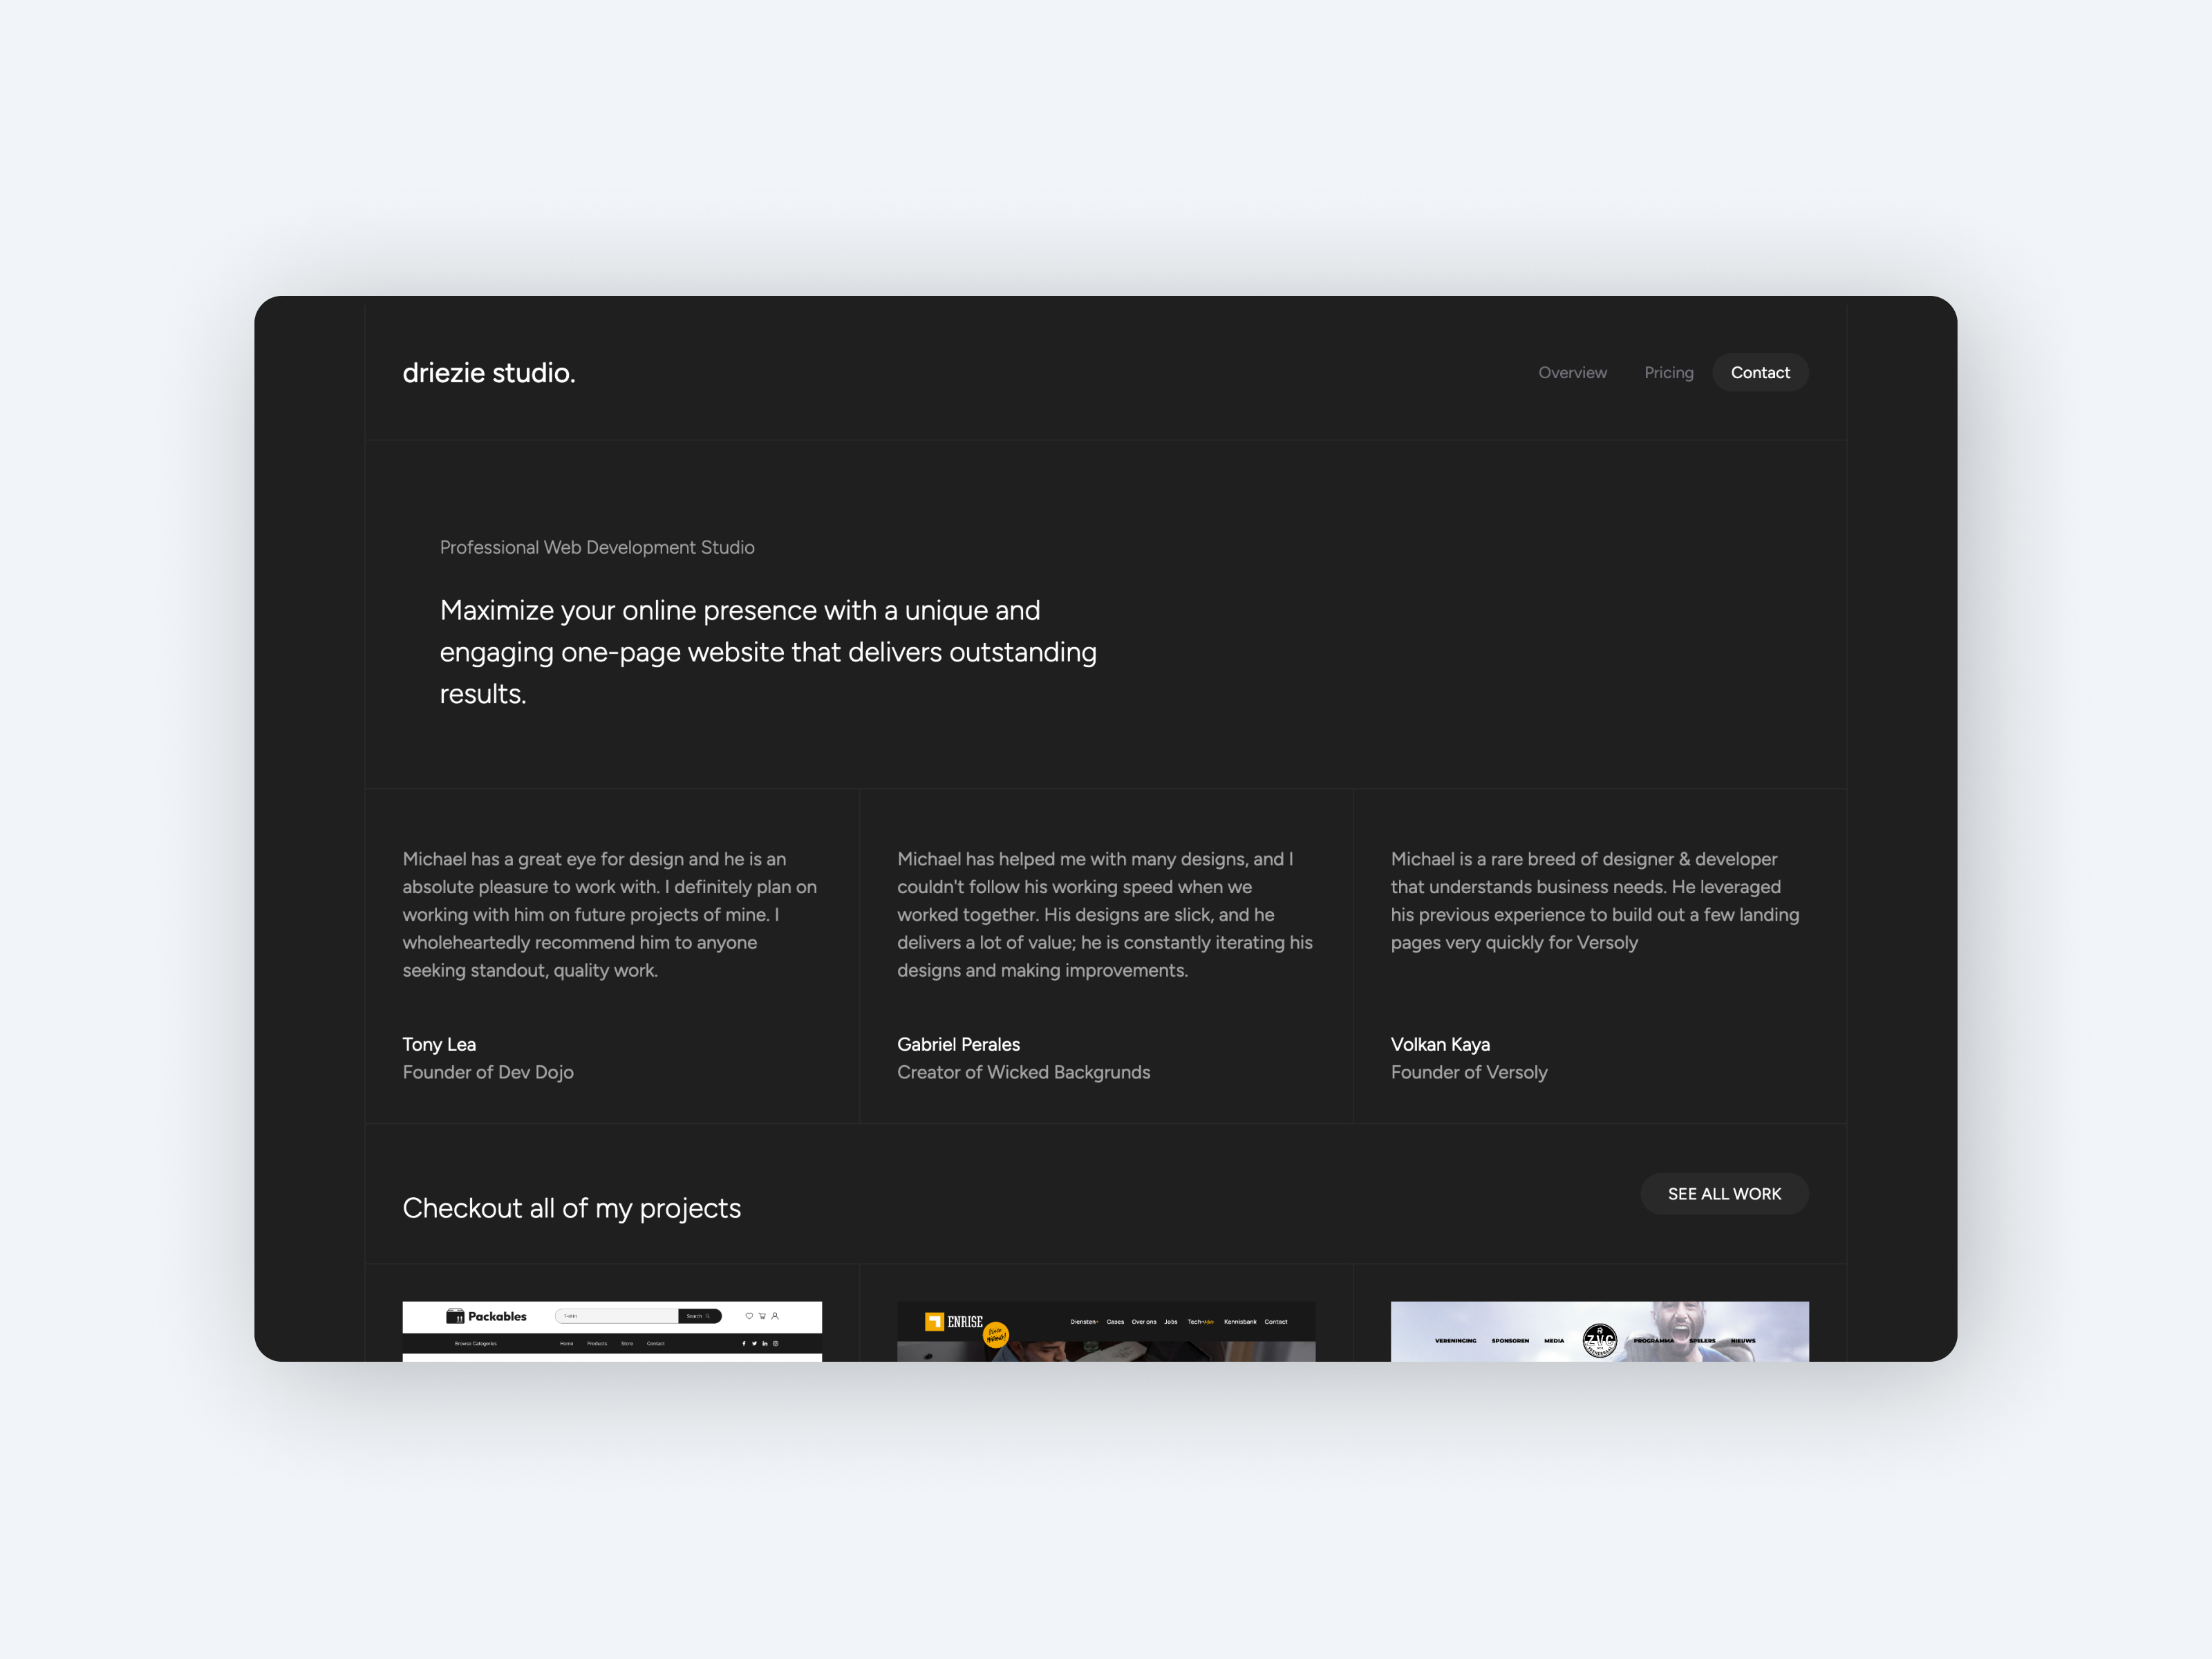 driezie studio.
Overview
Pricing
Contact
Professional Web Development Studio
Maximize your online presence with a unique and
engaging one-page website that delivers outstanding
results.
Michael has a great eye for design and he is an
absolute pleasure to work with. I definitely plan on
working with him on future projects of mine. I
wholeheartedly recommend him to anyone
seeking standout, quality work.
Tony Lea
Founder of Dev Dojo
Michael has helped me with many designs, and I
couldn't follow his working speed when we
worked together. His designs are slick, and he
delivers a lot of value; he is constantly iterating his
designs and making improvements.
Gabriel Perales
Creator of Wicked Backgrunds
Michael is a rare breed of designer & developer
that understands business needs. He leveraged
his previous experience to build out a few landing
pages very quickly for Versoly
Volkan Kaya
Founder of Versoly
Checkout all of my projects
SEE ALL WORK
Packables
Search
Browse Categories
Home
Products
Store
Contact
ENRISE
Diensten
Cases
Over ons
Jobs
Tech
Kennisbank
Contact
VERENINGING
SPONSOREN
MEDIA
ZVG
PROGRAMMA
SPELERS
NIEUWS